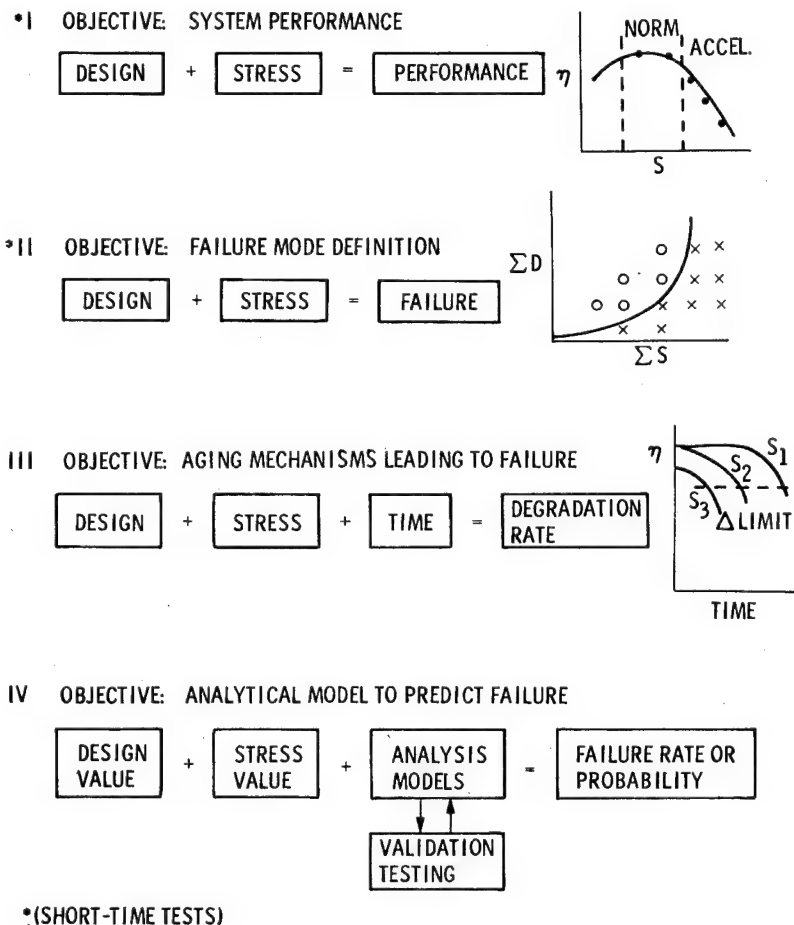 *I OBJECTIVE: SYSTEM PERFORMANCE
DESIGN + STRESS = PERFORMANCE
η
NORM
ACCEL.
S
*II OBJECTIVE: FAILURE MODE DEFINITION
DESIGN + STRESS = FAILURE
ΣD
ΣS
III OBJECTIVE: AGING MECHANISMS LEADING TO FAILURE
DESIGN + STRESS + TIME = DEGRADATION
RATE
η
S1
S2
S3
Δ LIMIT
TIME
IV OBJECTIVE: ANALYTICAL MODEL TO PREDICT FAILURE
DESIGN
VALUE
+
STRESS
VALUE
+
ANALYSIS
MODELS
=
FAILURE RATE OR
PROBABILITY
VALIDATION
TESTING
*(SHORT-TIME TESTS)